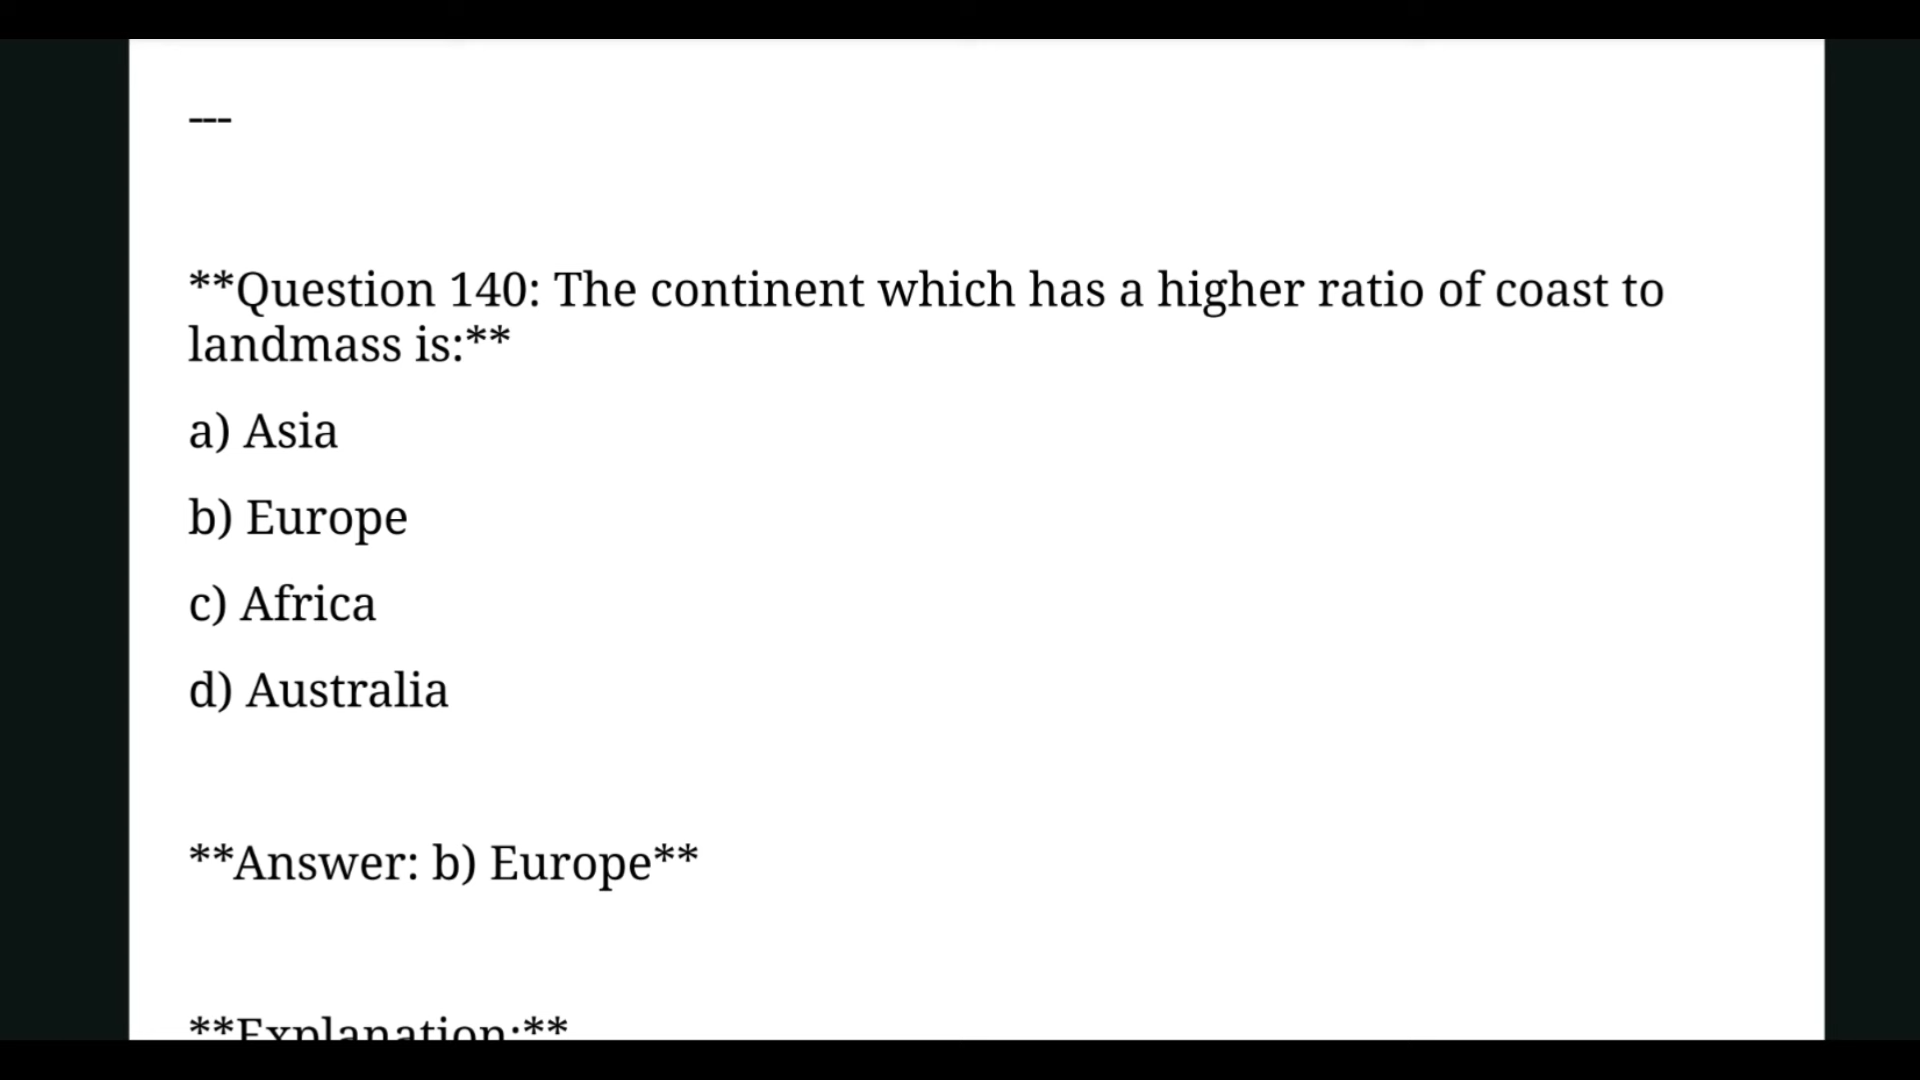 ---
**Question 140: The continent which has a higher ratio of coast to
landmass is:**
a) Asia
b) Europe
c) Africa
d) Australia
**Answer: b) Europe**
**Explanation:**